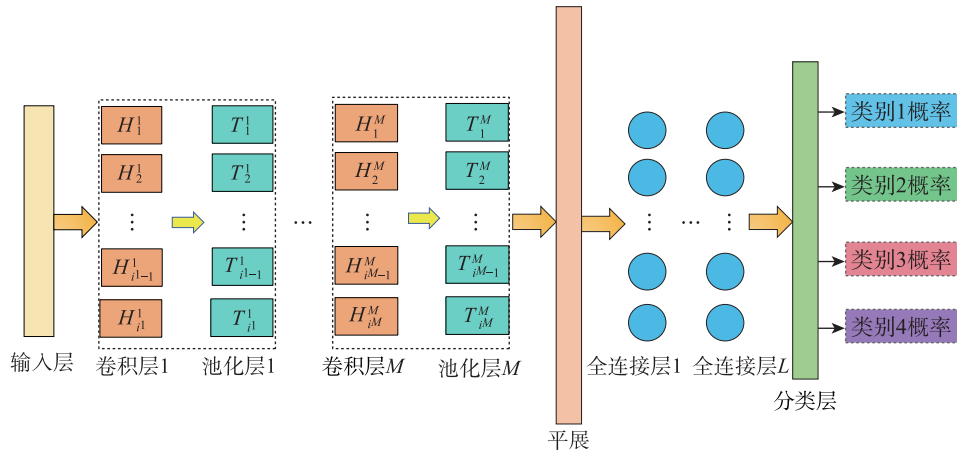 H_1^1
H_2^1
⋮
H_{i1-1}^1
H_{i1}^1
T_1^1
T_2^1
⋮
T_{i1-1}^1
T_{i1}^1
…
H_1^M
H_2^M
⋮
H_{iM-1}^M
H_{iM}^M
T_1^M
T_2^M
⋮
T_{iM-1}^M
T_{iM}^M
⋮
…
⋮
类别1概率
类别2概率
类别3概率
类别4概率
输入层
卷积层1
池化层1
卷积层M
池化层M
平展
全连接层1
全连接层L
分类层